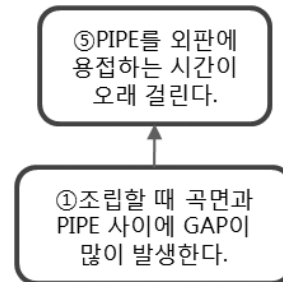 ⑤PIPE를 외판에
용접하는 시간이
오래 걸린다.
①조립할 때 곡면과
PIPE 사이에 GAP이
많이 발생한다.